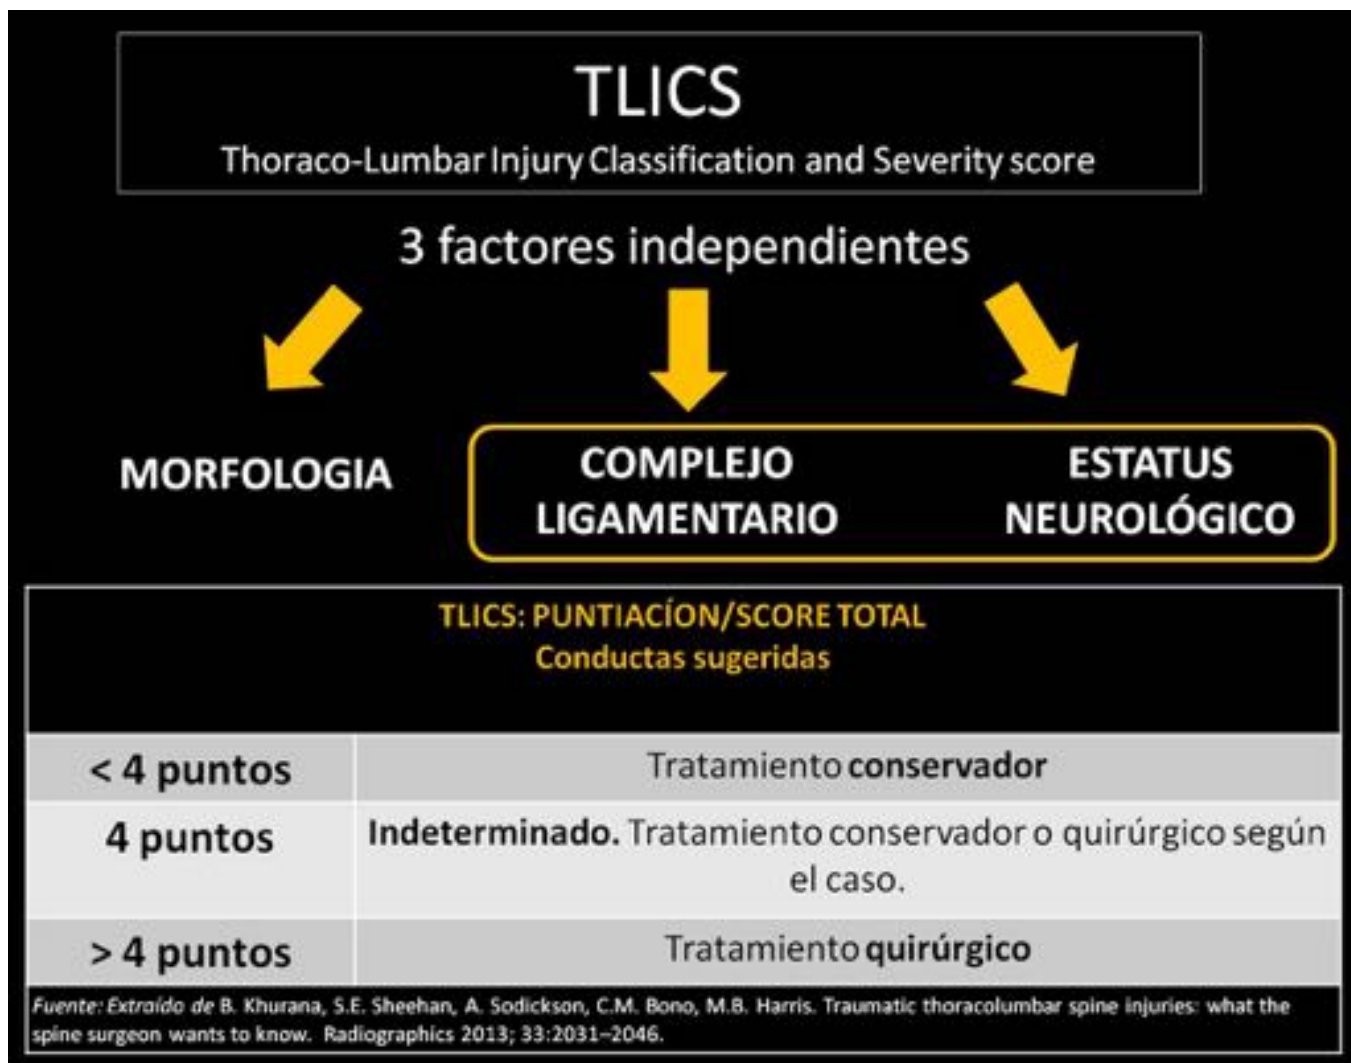 TLICS
Thoraco-Lumbar Injury Classification and Severity score
3 factores independientes
MORFOLOGIA
COMPLEJO
LIGAMENTARIO
ESTATUS
NEUROLÓGICO
TLICS: PUNTIACÍON/SCORE TOTAL
Conductas sugeridas
< 4 puntos
Tratamiento conservador
4 puntos
Indeterminado. Tratamiento conservador o quirúrgico según
el caso.
> 4 puntos
Tratamiento quirúrgico
Fuente: Extraído de B. Khurana, S.E. Sheehan, A. Sodickson, C.M. Bono, M.B. Harris. Traumatic thoracolumbar spine injuries: what the
spine surgeon wants to know. Radiographics 2013; 33:2031–2046.